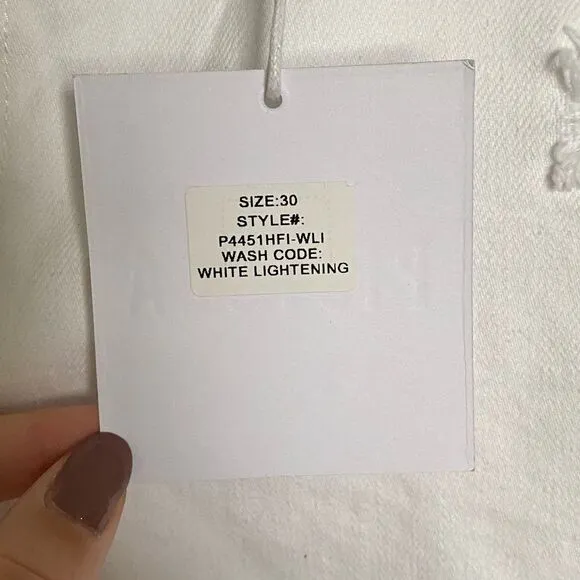 SIZE:30
STYLE#:
P4451HFI-WLI
WASH CODE:
WHITE LIGHTENING